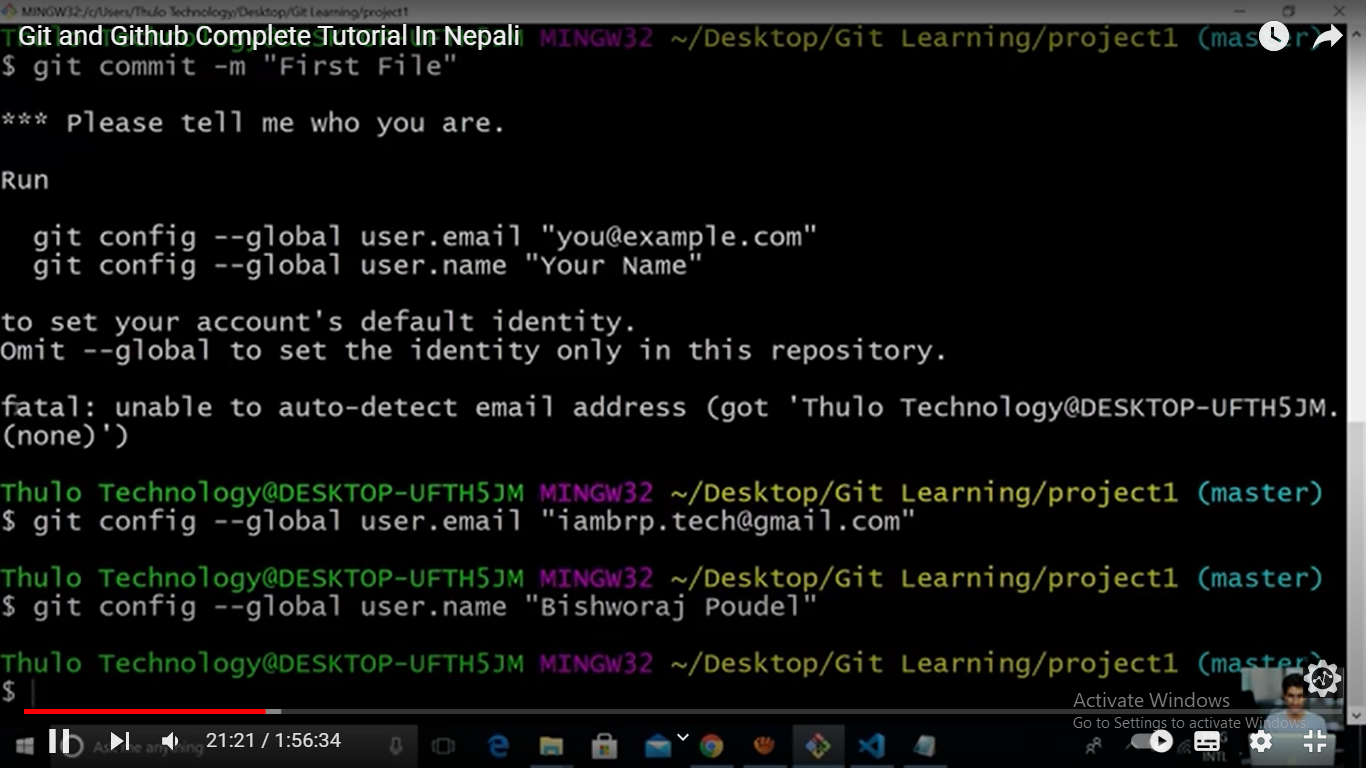 MINGW32:/c/Users/Thulo Technology/Desktop/Git Learning/project1
Git and Github Complete Tutorial In Nepali
MINGW32 ~/Desktop/Git Learning/project1 (master)
$ git commit -m "First File"
*** Please tell me who you are.
Run
git config --global user.email "you@example.com"
git config --global user.name "Your Name"
to set your account's default identity.
Omit --global to set the identity only in this repository.
fatal: unable to auto-detect email address (got 'Thulo Technology@DESKTOP-UFTH5JM.
(none)')
Thulo Technology@DESKTOP-UFTH5JM MINGW32 ~/Desktop/Git Learning/project1 (master)
$ git config --global user.email "iambrp.tech@gmail.com"
Thulo Technology@DESKTOP-UFTH5JM MINGW32 ~/Desktop/Git Learning/project1 (master)
$ git config --global user.name "Bishworaj Poudel"
Thulo Technology@DESKTOP-UFTH5JM MINGW32 ~/Desktop/Git Learning/project1 (master)
$
Activate Windows
Go to Settings to activate Windows.
Ask me anything
21:21 / 1:56:34
INTL